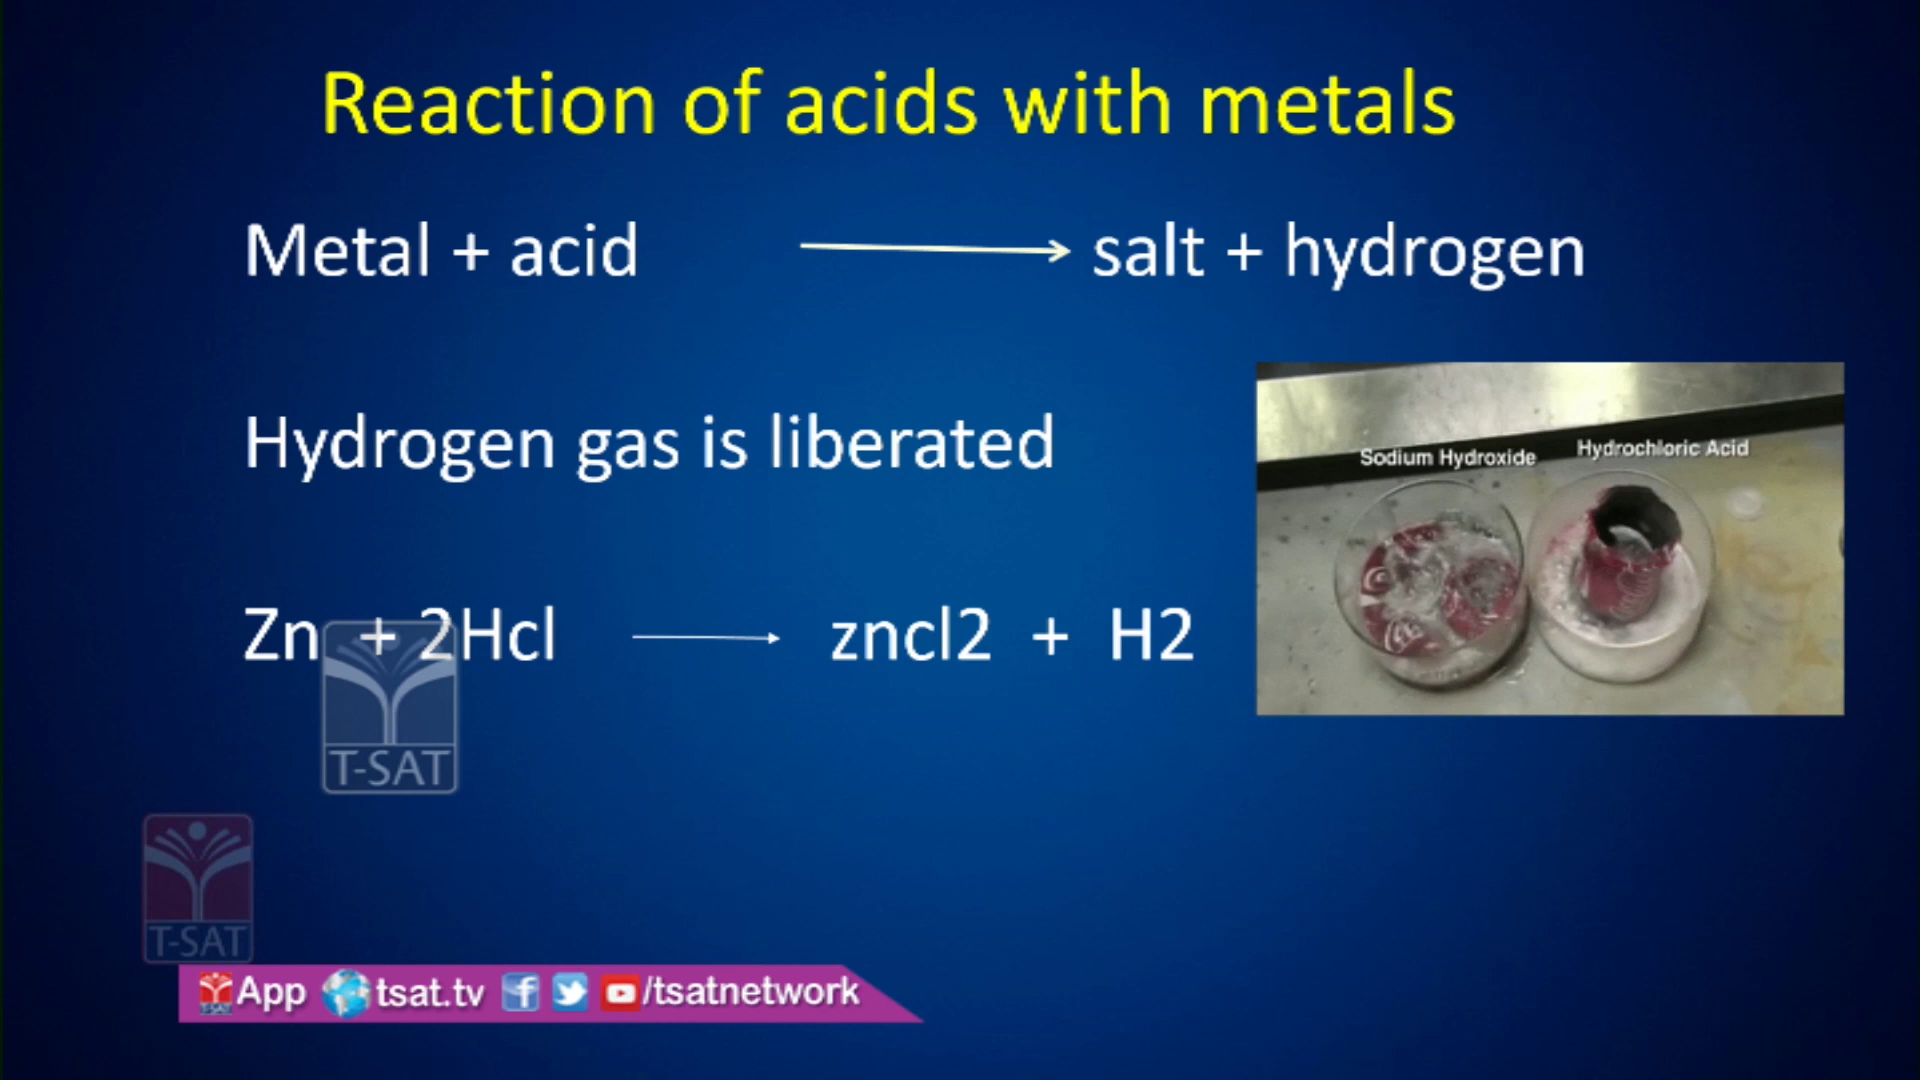 Reaction of acids with metals
Metal + acid → salt + hydrogen
Hydrogen gas is liberated
Sodium Hydroxide Hydrochloric Acid
Zn + 2Hcl → zncl2 + H2
T-SAT
T-SAT
T-SAT App tsat.tv f /tsatnetwork